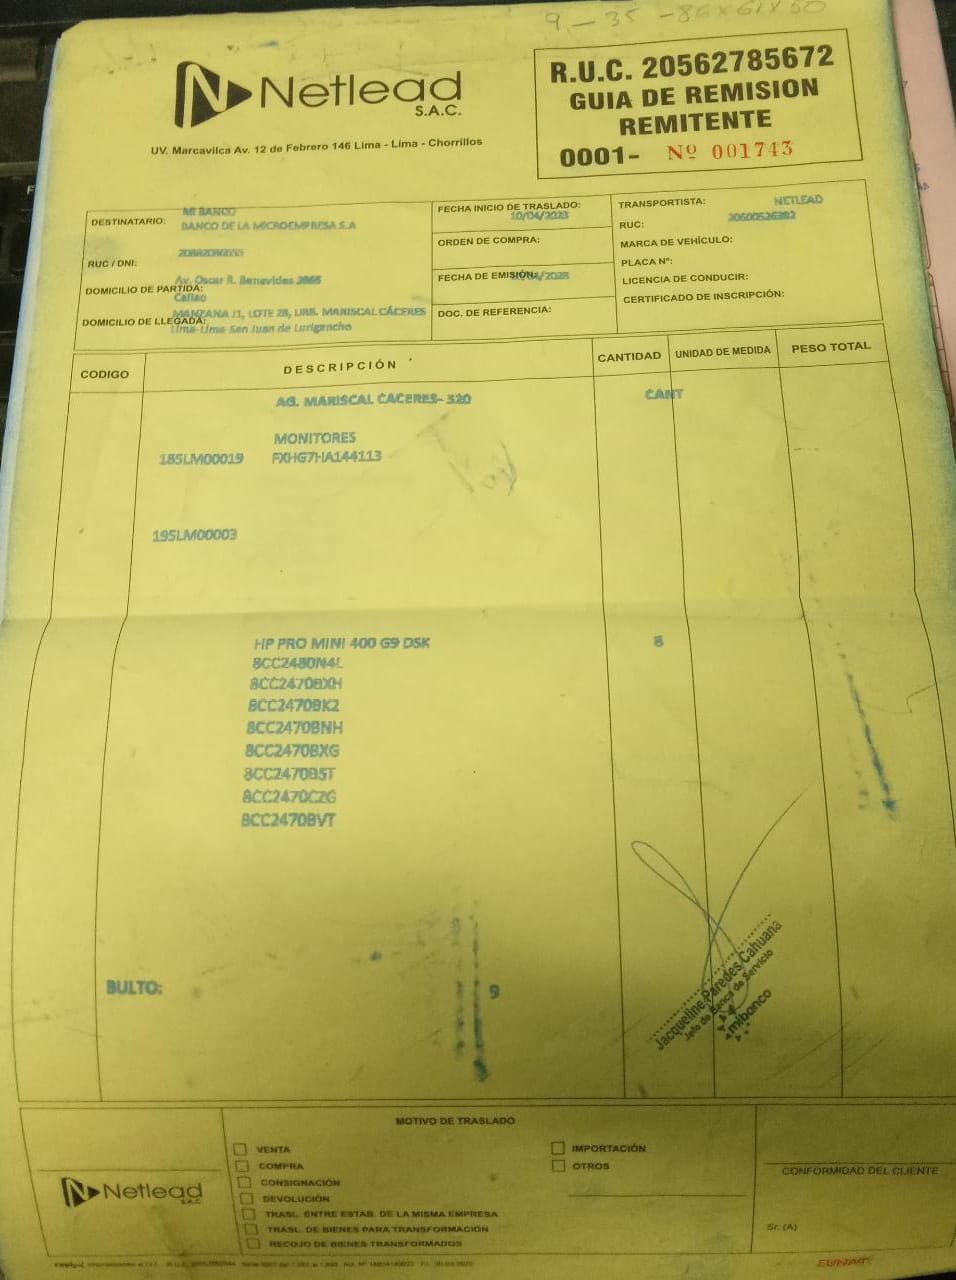 9 - 35 - 86x61x50
Netlead
S.A.C.
UV. Marcavilca Av. 12 de Febrero 146 Lima - Lima - Chorrillos
R.U.C. 20562785672
GUIA DE REMISION
REMITENTE
0001- Nº 001743
DESTINATARIO: MI BANCO
BANCO DE LA MICROEMPRESA S.A
RUC / DNI:
DOMICILIO DE PARTIDA: Av. Oscar R. Benavides
Callao
DOMICILIO DE LLEGADA: MANZANA J1, LOTE 28, URB. MARISCAL CÁCERES
Lima-Lima-San Juan de Lurigancho
FECHA INICIO DE TRASLADO:
10/04/2023
ORDEN DE COMPRA:
FECHA DE EMISIÓN: /04/2023
DOC. DE REFERENCIA:
TRANSPORTISTA: NETLEAD
RUC:
MARCA DE VEHÍCULO:
PLACA Nº:
LICENCIA DE CONDUCIR:
CERTIFICADO DE INSCRIPCIÓN:
CODIGO DESCRIPCIÓN CANTIDAD UNIDAD DE MEDIDA PESO TOTAL
AG. MARISCAL CACERES- 320 CANT
MONITORES
185LM00019 FXHG7HA144113
195LM00003
HP PRO MINI 400 G9 DSK 8
8CC2480N4L
8CC2470BXH
8CC2470BK2
8CC2470BNH
8CC2470BXG
8CC2470B5T
8CC2470CZG
8CC2470BVT
BULTO: 9
Jacqueline Paredes Cahuana
Jefe de Banca de Servicio
mibanco
MOTIVO DE TRASLADO
VENTA
COMPRA
CONSIGNACIÓN
DEVOLUCIÓN
TRASL. ENTRE ESTAB. DE LA MISMA EMPRESA
TRASL. DE BIENES PARA TRANSFORMACIÓN
RECOJO DE BIENES TRANSFORMADOS
IMPORTACIÓN
OTROS
Netlead
S.A.C.
CONFORMIDAD DEL CLIENTE
Sr. (A)